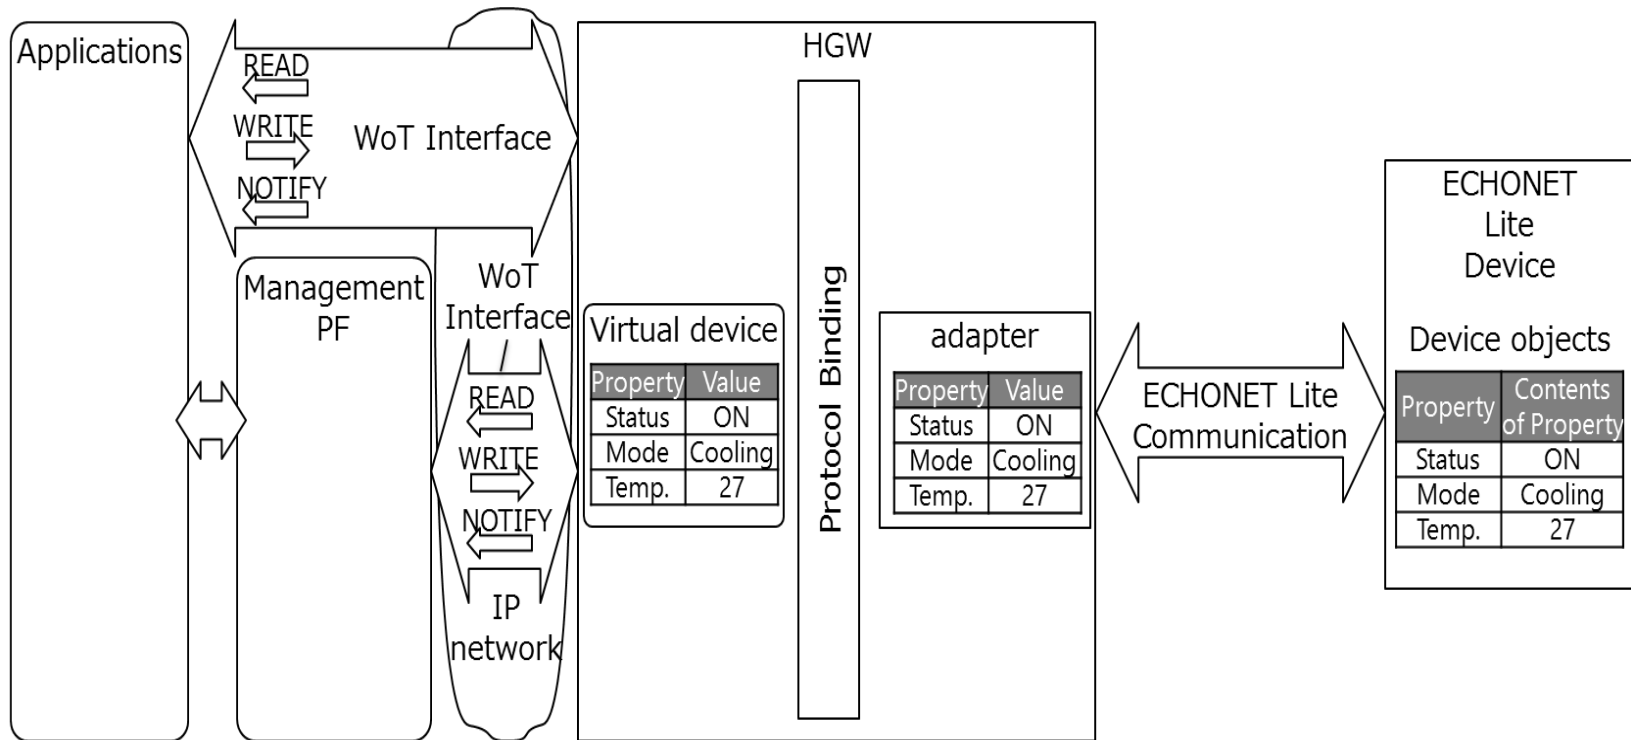 Applications
READ
WRITE
NOTIFY
WoT Interface
Management
PF
WoT
Interface
READ
WRITE
NOTIFY
IP
network
HGW
Virtual device
Property Value
Status ON
Mode Cooling
Temp. 27
Protocol Binding
adapter
Property Value
Status ON
Mode Cooling
Temp. 27
ECHONET Lite
Communication
ECHONET
Lite
Device
Device objects
Property Contents
of Property
Status ON
Mode Cooling
Temp. 27